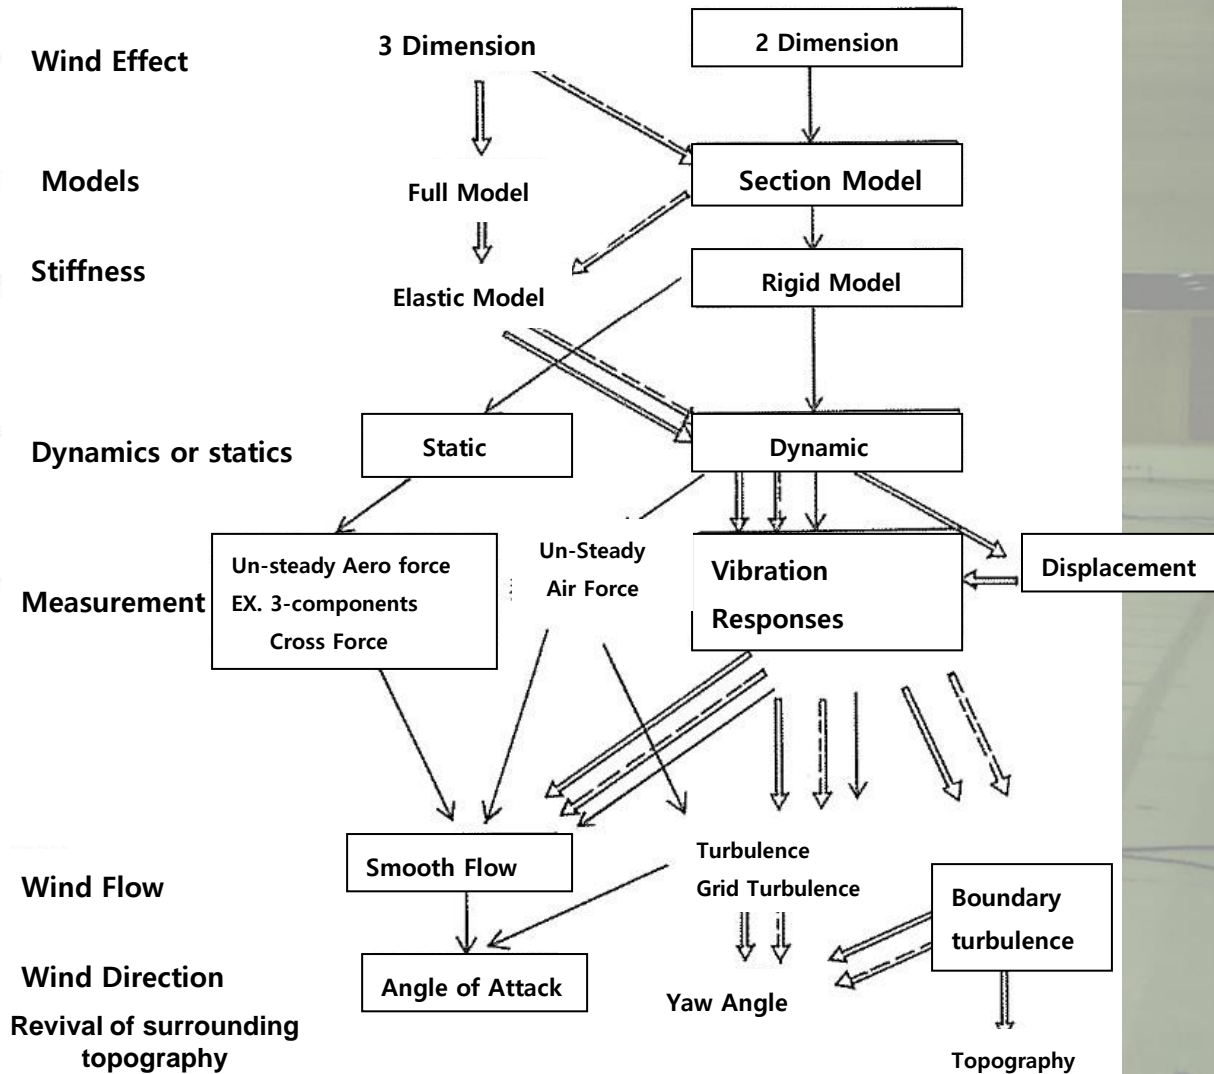 Wind Effect
3 Dimension
2 Dimension
Models
Full Model
Section Model
Stiffness
Elastic Model
Rigid Model
Dynamics or statics
Static
Dynamic
Measurement
Un-steady Aero force
EX. 3-components
Cross Force
Un-Steady
Air Force
Vibration
Responses
Displacement
Wind Flow
Smooth Flow
Turbulence
Grid Turbulence
Boundary
turbulence
Wind Direction
Angle of Attack
Yaw Angle
Revival of surrounding
topography
Topography